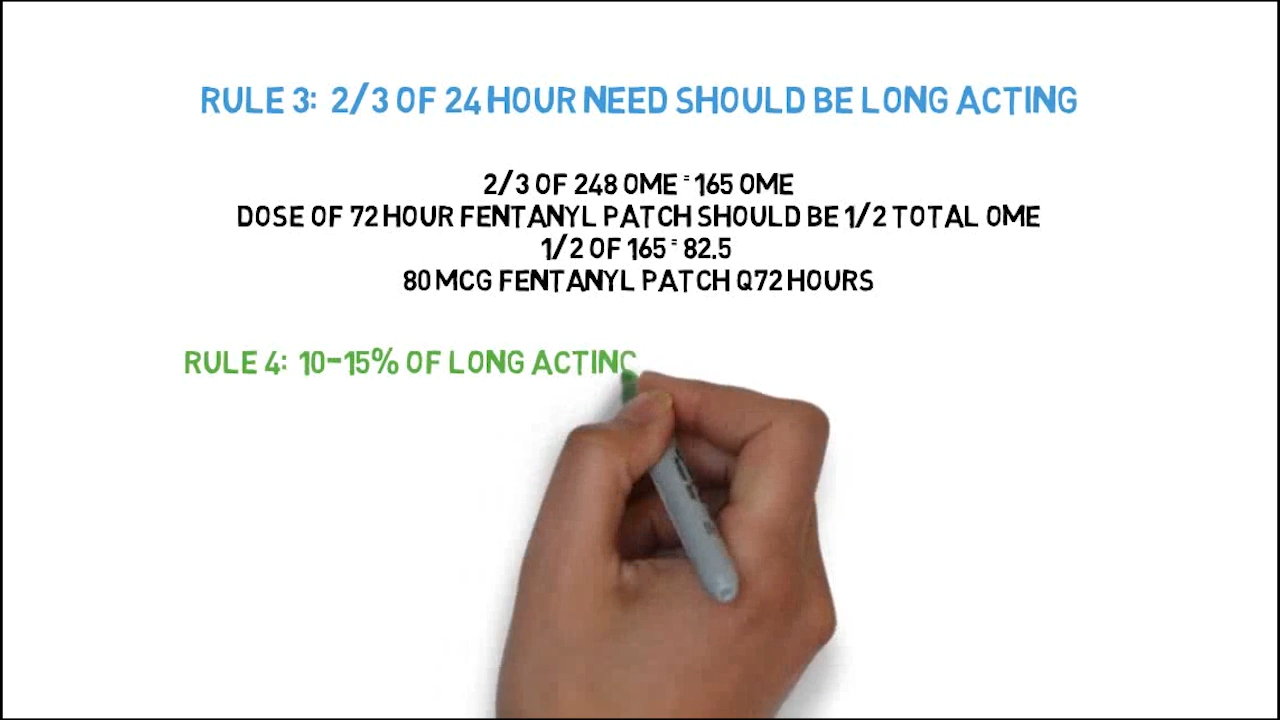 RULE 3: 2/3 OF 24 HOUR NEED SHOULD BE LONG ACTING
2/3 OF 248 OME = 165 OME
DOSE OF 72 HOUR FENTANYL PATCH SHOULD BE 1/2 TOTAL OME
1/2 OF 165 = 82.5
80 MCG FENTANYL PATCH Q72 HOURS
RULE 4: 10-15% OF LONG ACTING